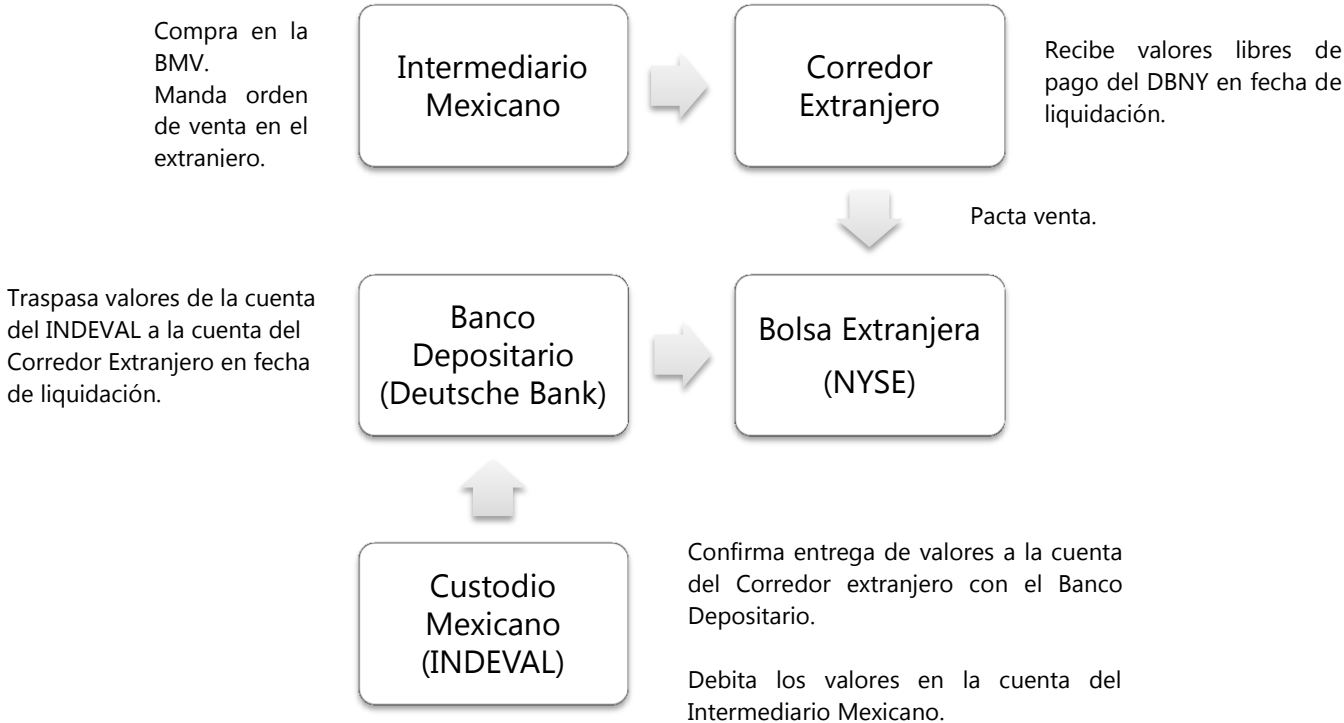 Compra en la
BMV.
Manda orden
de venta en el
extraniero.
Intermediario
Mexicano
Corredor
Extranjero
Recibe valores libres de
pago del DBNY en fecha de
liquidación.
Pacta venta.
Traspasa valores de la cuenta
del INDEVAL a la cuenta del
Corredor Extranjero en fecha
de liquidación.
Banco
Depositario
(Deutsche Bank)
Bolsa Extranjera
(NYSE)
Custodio
Mexicano
(INDEVAL)
Confirma entrega de valores a la cuenta
del Corredor extranjero con el Banco
Depositario.
Debita los valores en la cuenta del
Intermediario Mexicano.